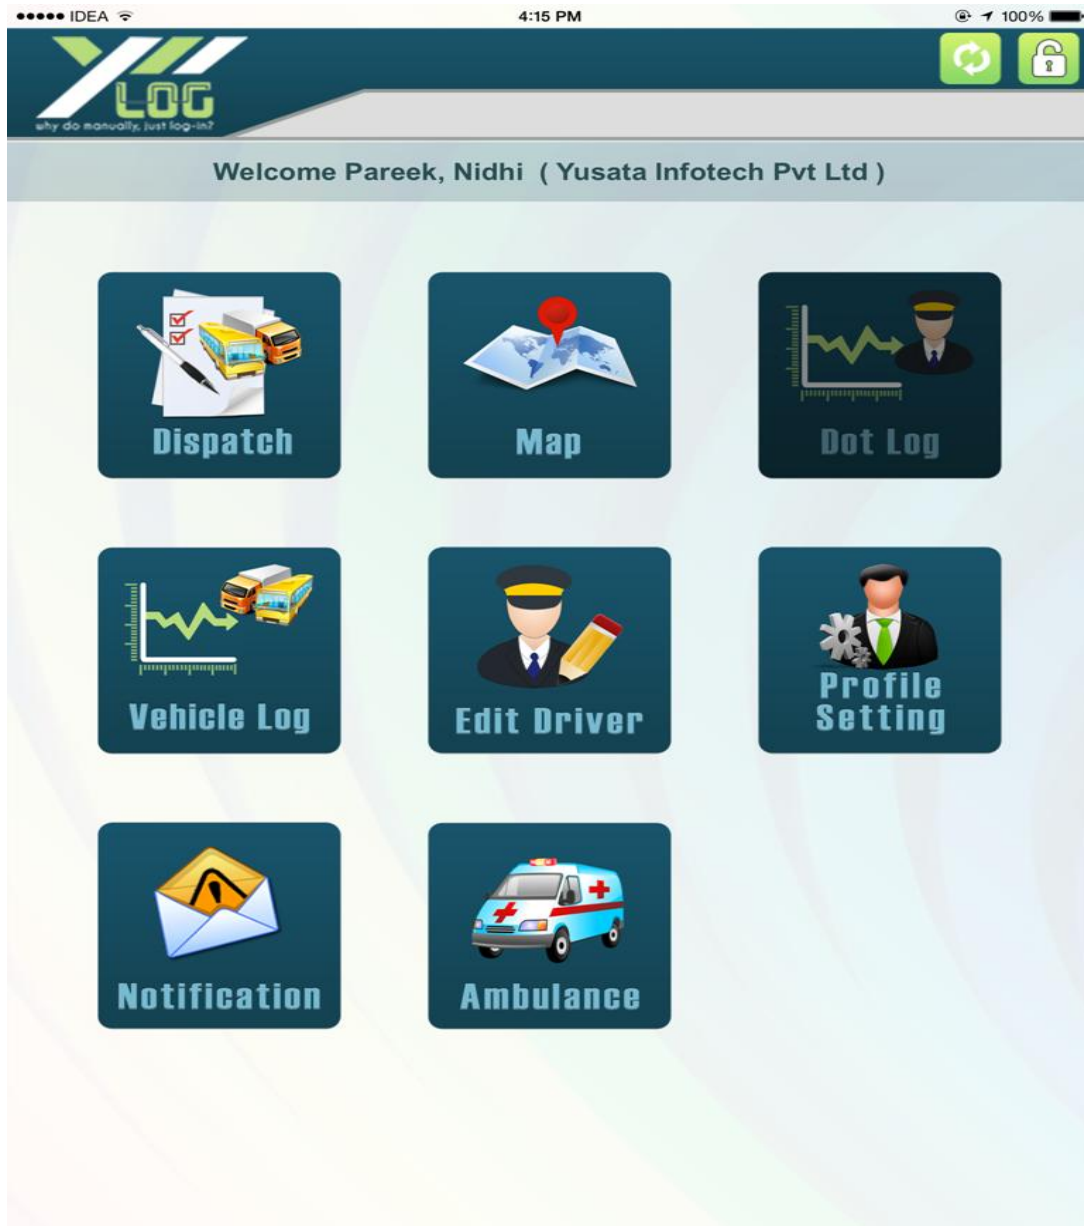 IDEA
4:15 PM
100%
Y LOG
why do manually, just log-in?
Welcome Pareek, Nidhi ( Yusata Infotech Pvt Ltd )
Dispatch
Map
Dot Log
Vehicle Log
Edit Driver
Profile
Setting
Notification
Ambulance